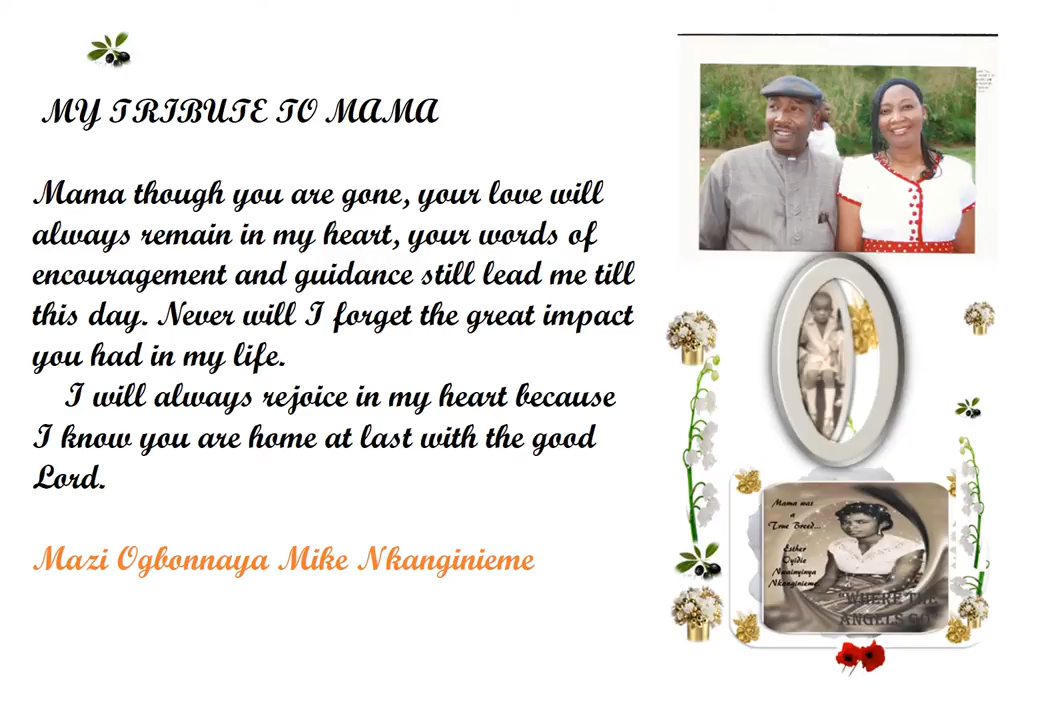 MY TRIBUTE TO MAMA
Mama though you are gone, your love will
always remain in my heart, your words of
encouragement and guidance still lead me till
this day. Never will I forget the great impact
you had in my life.
I will always rejoice in my heart because
I know you are home at last with the good
Lord.
Mazi Ogbonnaya Mike Nkanginieme
Mama was
a
True Breed...
Esther
Oyidie
Nwainyinya
Nkanginieme
"WHERE THE
ANGELS GO"